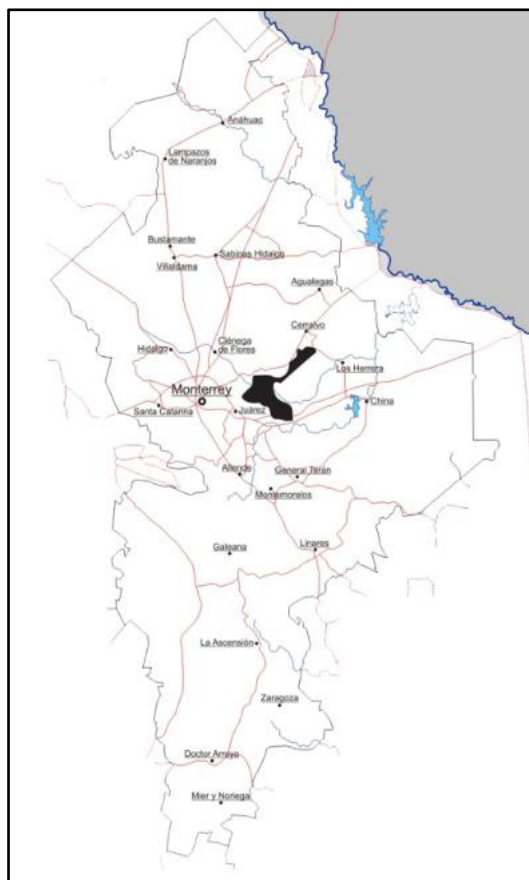 Anáhuac
Lampazos
de Naranjos
Bustamante
Villaldama
Sabinas Hidalgo
Agualegas
Cerralvo
Ciénega
de Flores
Hidalgo
Los Herrera
Monterrey
Santa Catarina
Juárez
China
Allende
General Terán
Montemorelos
Galeana
Linares
La Ascensión
Zaragoza
Doctor Arroyo
Mier y Noriega